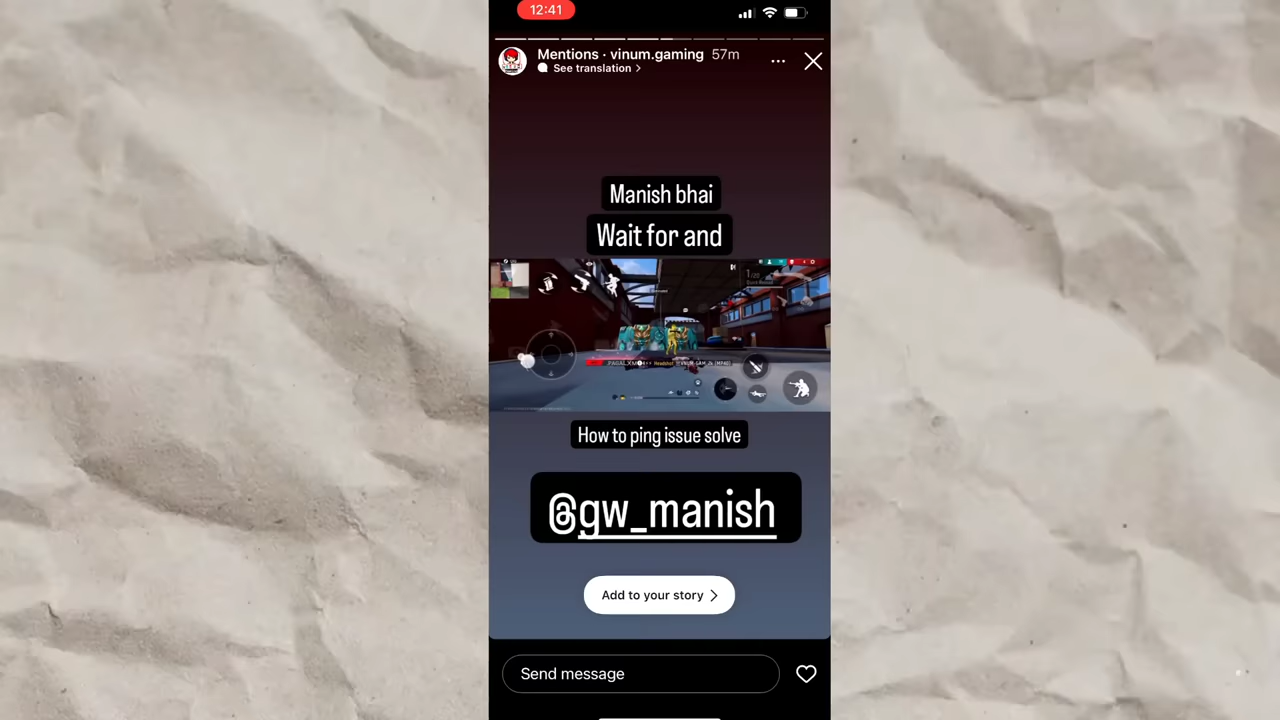 12:41
Mentions · vinum.gaming 57m
See translation >
Manish bhai
Wait for and
Headshot
How to ping issue solve
@gw_manish
Add to your story >
Send message